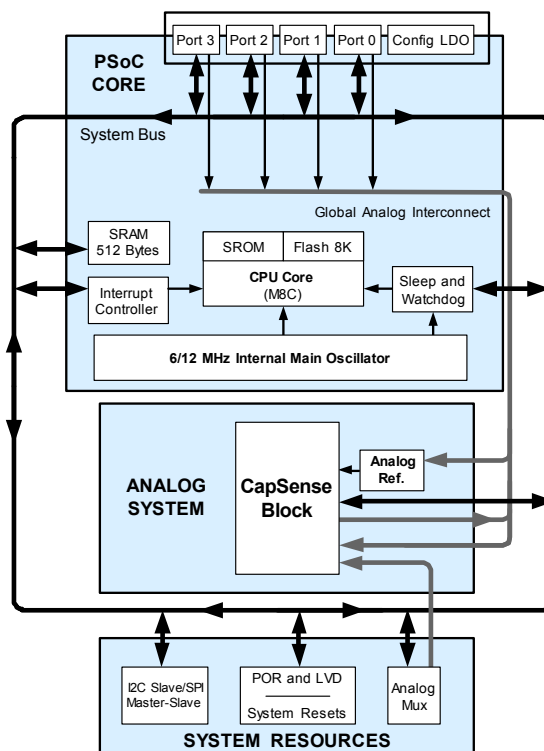 Port 3
Port 2
Port 1
Port 0
Config LDO
PSoC
CORE
System Bus
Global Analog Interconnect
SRAM
512 Bytes
SROM
Flash 8K
CPU Core
(M8C)
Interrupt
Controller
Sleep and
Watchdog
6/12 MHz Internal Main Oscillator
ANALOG
SYSTEM
CapSense
Block
Analog
Ref.
I2C Slave/SPI
Master-Slave
POR and LVD
System Resets
Analog
Mux
SYSTEM RESOURCES